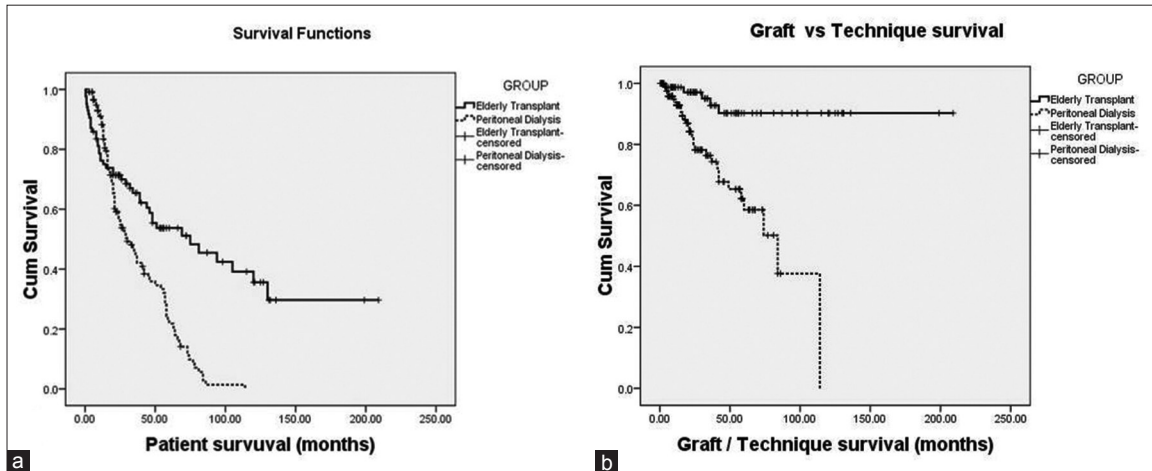 Survival Functions
Cum Survival
1.0
0.8
0.6
0.4
0.2
0.0
0.00 50.00 100.00 150.00 200.00 250.00
Patient survuval (months)
GROUP
Elderly Transplant
Peritoneal Dialysis
Elderly Transplant-
censored
Peritoneal Dialysis-
censored
a
Graft vs Technique survival
Cum Survival
1.0
0.8
0.6
0.4
0.2
0.0
0.00 50.00 100.00 150.00 200.00 250.00
Graft / Technique survival (months)
GROUP
Elderly Transplant
Peritoneal Dialysis
Elderly Transplant-
censored
Peritoneal Dialysis-
censored
b